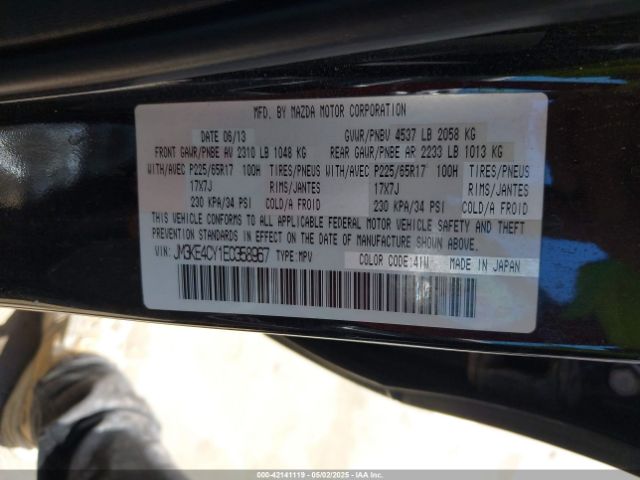 MFD. BY MAZDA MOTOR CORPORATION
DATE 06/13 GVWR/PNBV 4537 LB 2058 KG
FRONT GAWR/PNBE AV 2310 LB 1048 KG REAR GAWR/PNBE AR 2233 LB 1013 KG
WITH/AVEC P225/65R17 100H TIRES/PNEUS WITH/AVEC P225/65R17 100H TIRES/PNEUS
17X7J RIMS/JANTES 17X7J RIMS/JANTES
230 KPA/34 PSI COLD/A FROID 230 KPA/34 PSI COLD/A FROID
THIS VEHICLE CONFORMS TO ALL APPLICABLE FEDERAL MOTOR VEHICLE SAFETY AND THEFT
PREVENTION STANDARDS IN EFFECT ON THE DATE OF MANUFACTURE SHOWN ABOVE.
VIN: JM3KE4CY1E0358967 TYPE:MPV COLOR CODE:41W MADE IN JAPAN
000-42141119 - 05/02/2025 - IAA Inc.